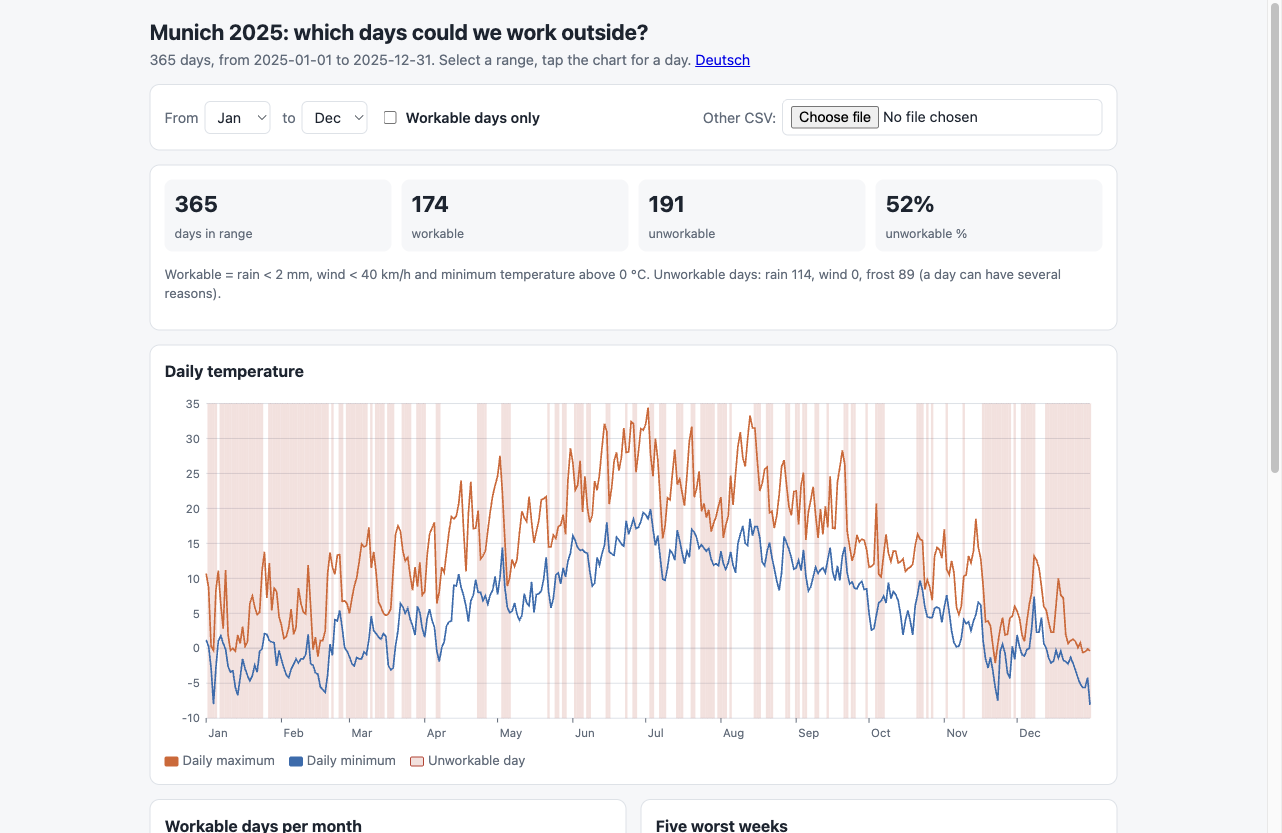 Munich 2025: which days could we work outside?
365 days, from 2025-01-01 to 2025-12-31. Select a range, tap the chart for a day. Deutsch
From Jan to Dec Workable days only Other CSV: Choose file No file chosen
365 174 191 52%
days in range workable unworkable unworkable %
Workable = rain < 2 mm, wind < 40 km/h and minimum temperature above 0 °C. Unworkable days: rain 114, wind 0, frost 89 (a day can have several
reasons).
Daily temperature
35
30
25
20
15
10
5
0
-5
-10
Jan Feb Mar Apr May Jun Jul Aug Sep Oct Nov Dec
Daily maximum Daily minimum Unworkable day
Workable days per month Five worst weeks